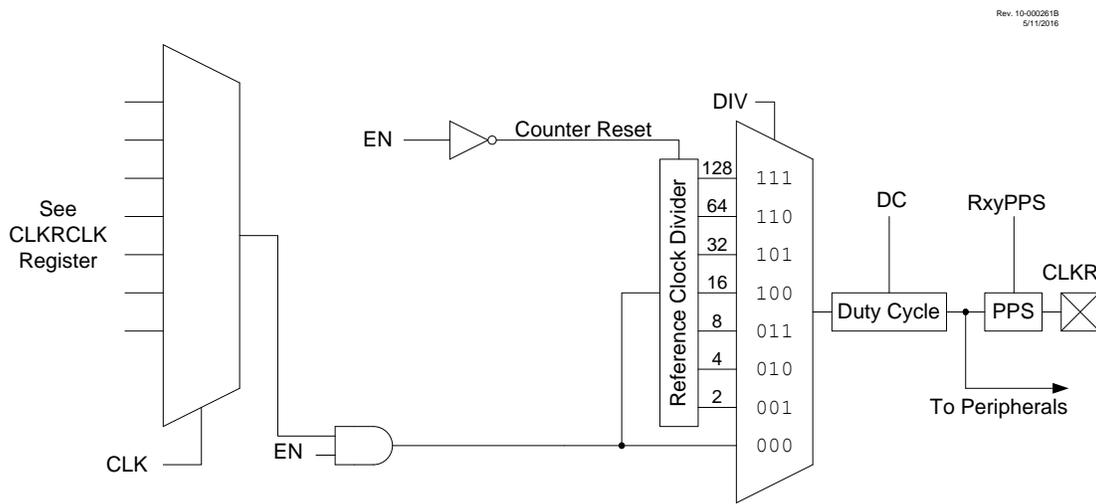 Rev. 10-000261B
5/11/2016
DIV
EN
Counter Reset
See
CLKRCLK
Register
Reference Clock Divider
128
111
64
110
32
101
16
100
8
011
4
010
2
001
000
DC
RxyPPS
CLKR
Duty Cycle
PPS
To Peripherals
EN
CLK